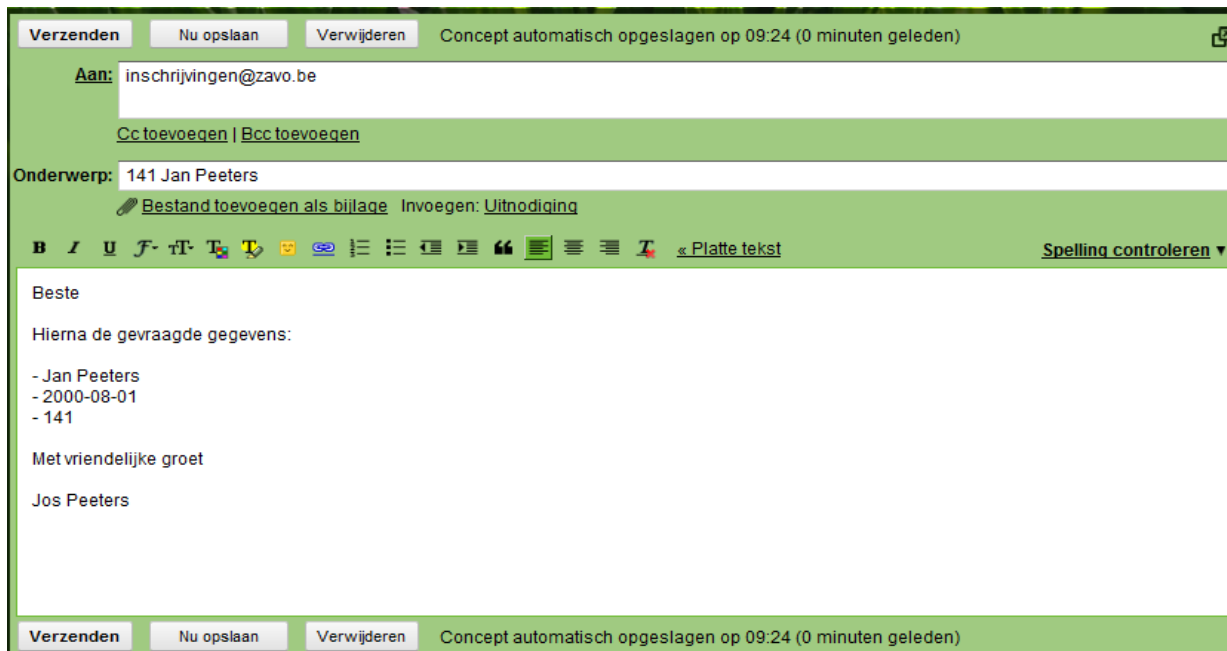 Verzenden Nu opslaan Verwijderen Concept automatisch opgeslagen op 09:24 (0 minuten geleden)
Aan: inschrijvingen@zavo.be
Cc toevoegen | Bcc toevoegen
Onderwerp: 141 Jan Peeters
Bestand toevoegen als bijlage Invoegen: Uitnodiging
B I U « Platte tekst Spelling controleren ▼
Beste
Hierna de gevraagde gegevens:
- Jan Peeters
- 2000-08-01
- 141
Met vriendelijke groet
Jos Peeters
Verzenden Nu opslaan Verwijderen Concept automatisch opgeslagen op 09:24 (0 minuten geleden)